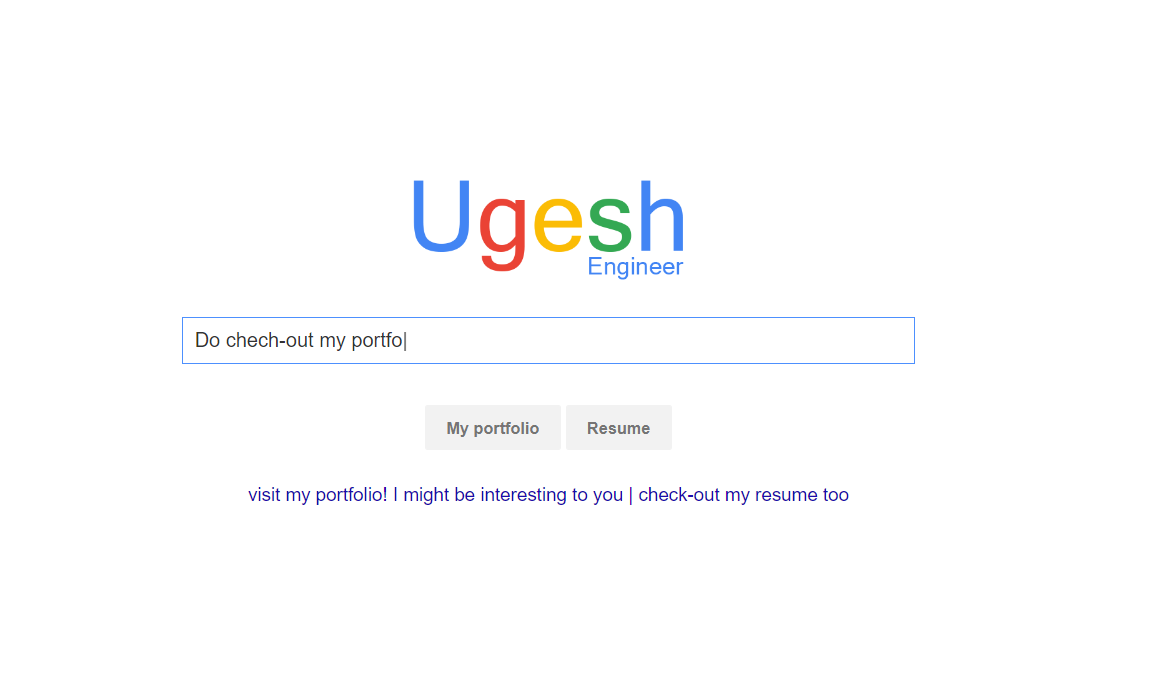 Ugesh
Engineer
Do chech-out my portfo|
My portfolio Resume
visit my portfolio! I might be interesting to you | check-out my resume too